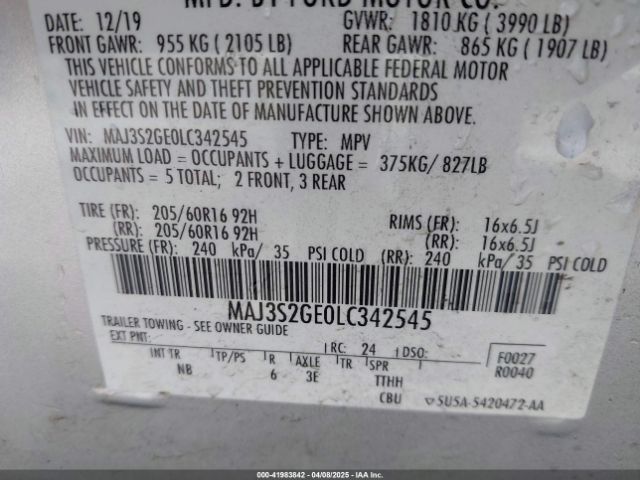 MFD. BY FORD MOTOR CO.
DATE: 12/19 GVWR: 1810 KG ( 3990 LB)
FRONT GAWR: 955 KG ( 2105 LB) REAR GAWR: 865 KG ( 1907 LB)
THIS VEHICLE CONFORMS TO ALL APPLICABLE FEDERAL MOTOR
VEHICLE SAFETY AND THEFT PREVENTION STANDARDS
IN EFFECT ON THE DATE OF MANUFACTURE SHOWN ABOVE.
VIN: MAJ3S2GE0LC342545 TYPE: MPV
MAXIMUM LOAD = OCCUPANTS + LUGGAGE = 375KG/ 827LB
OCCUPANTS = 5 TOTAL; 2 FRONT, 3 REAR
TIRE (FR): 205/60R16 92H RIMS (FR): 16x6.5J
(RR): 205/60R16 92H (RR): 16x6.5J
PRESSURE (FR): 240 kPa/ 35 PSI COLD (RR): 240 kPa/ 35 PSI COLD
MAJ3S2GE0LC342545
TRAILER TOWING - SEE OWNER GUIDE
EXT PNT: RC: 24 DSO: F0027
INT TR TP/PS R AXLE TR SPR R0040
NB 6 3E TTHH
CBU 5U5A-5420472-AA
000-41983842 - 04/08/2025 - IAA Inc.